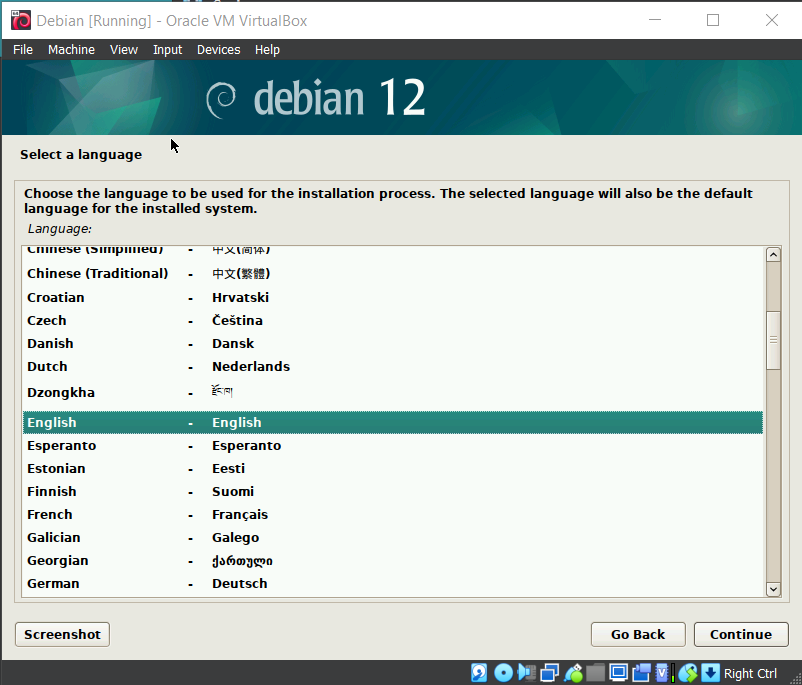 Debian [Running] - Oracle VM VirtualBox
File Machine View Input Devices Help
debian 12
Select a language
Choose the language to be used for the installation process. The selected language will also be the default
language for the installed system.
Language:
Chinese (Simplified) - 中文(简体)
Chinese (Traditional) - 中文(繁體)
Croatian - Hrvatski
Czech - Čeština
Danish - Dansk
Dutch - Nederlands
Dzongkha - རྫོང་ཁ།
English - English
Esperanto - Esperanto
Estonian - Eesti
Finnish - Suomi
French - Français
Galician - Galego
Georgian - ქართული
German - Deutsch
Screenshot Go Back Continue
Right Ctrl